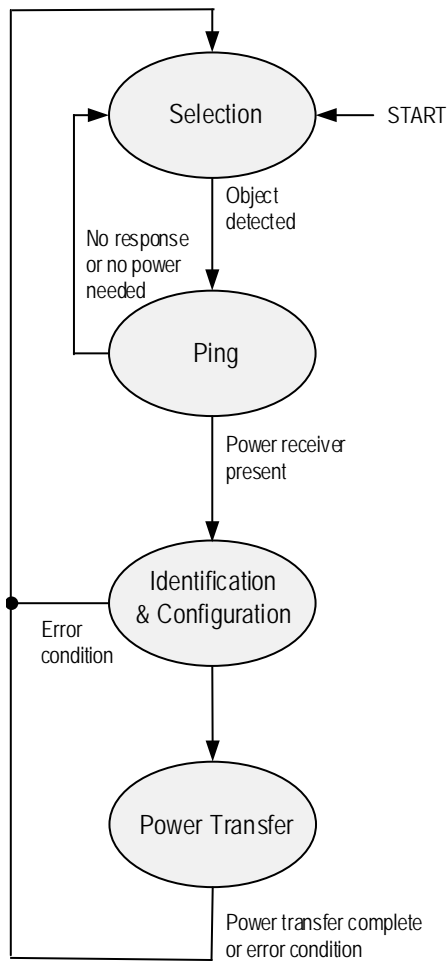 Selection
START
Object
detected
No response
or no power
needed
Ping
Power receiver
present
Identification
& Configuration
Error
condition
Power Transfer
Power transfer complete
or error condition